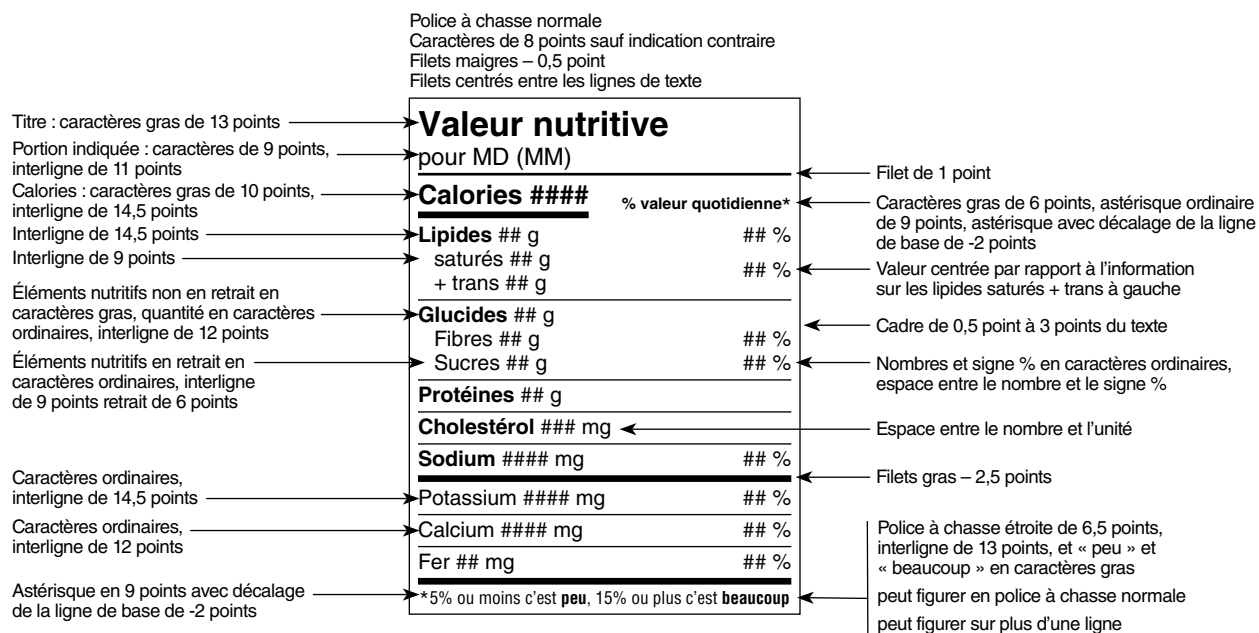 Police à chasse normale
Caractères de 8 points sauf indication contraire
Filets maigres – 0,5 point
Filets centrés entre les lignes de texte
Titre : caractères gras de 13 points
Portion indiquée : caractères de 9 points,
interligne de 11 points
Calories : caractères gras de 10 points,
interligne de 14,5 points
Interligne de 14,5 points
Interligne de 9 points
Éléments nutritifs non en retrait en
caractères gras, quantité en caractères
ordinaires, interligne de 12 points
Éléments nutritifs en retrait en
caractères ordinaires, interligne
de 9 points retrait de 6 points
Caractères ordinaires,
interligne de 14,5 points
Caractères ordinaires,
interligne de 12 points
Astérisque en 9 points avec décalage
de la ligne de base de -2 points
Valeur nutritive
pour MD (MM)
Calories ####
% valeur quotidienne*
Lipides ## g ## %
saturés ## g
+ trans ## g
## %
Glucides ## g
Fibres ## g ## %
Sucres ## g ## %
Protéines ## g
Cholestérol ### mg
Sodium #### mg ## %
Potassium #### mg ## %
Calcium #### mg ## %
Fer ## mg ## %
*5% ou moins c'est peu, 15% ou plus c'est beaucoup
Filet de 1 point
Caractères gras de 6 points, astérisque ordinaire
de 9 points, astérisque avec décalage de la ligne
de base de -2 points
Valeur centrée par rapport à l'information
sur les lipides saturés + trans à gauche
Cadre de 0,5 point à 3 points du texte
Nombres et signe % en caractères ordinaires,
espace entre le nombre et le signe %
Espace entre le nombre et l'unité
Filets gras – 2,5 points
Police à chasse étroite de 6,5 points,
interligne de 13 points, et « peu » et
« beaucoup » en caractères gras
peut figurer en police à chasse normale
peut figurer sur plus d'une ligne